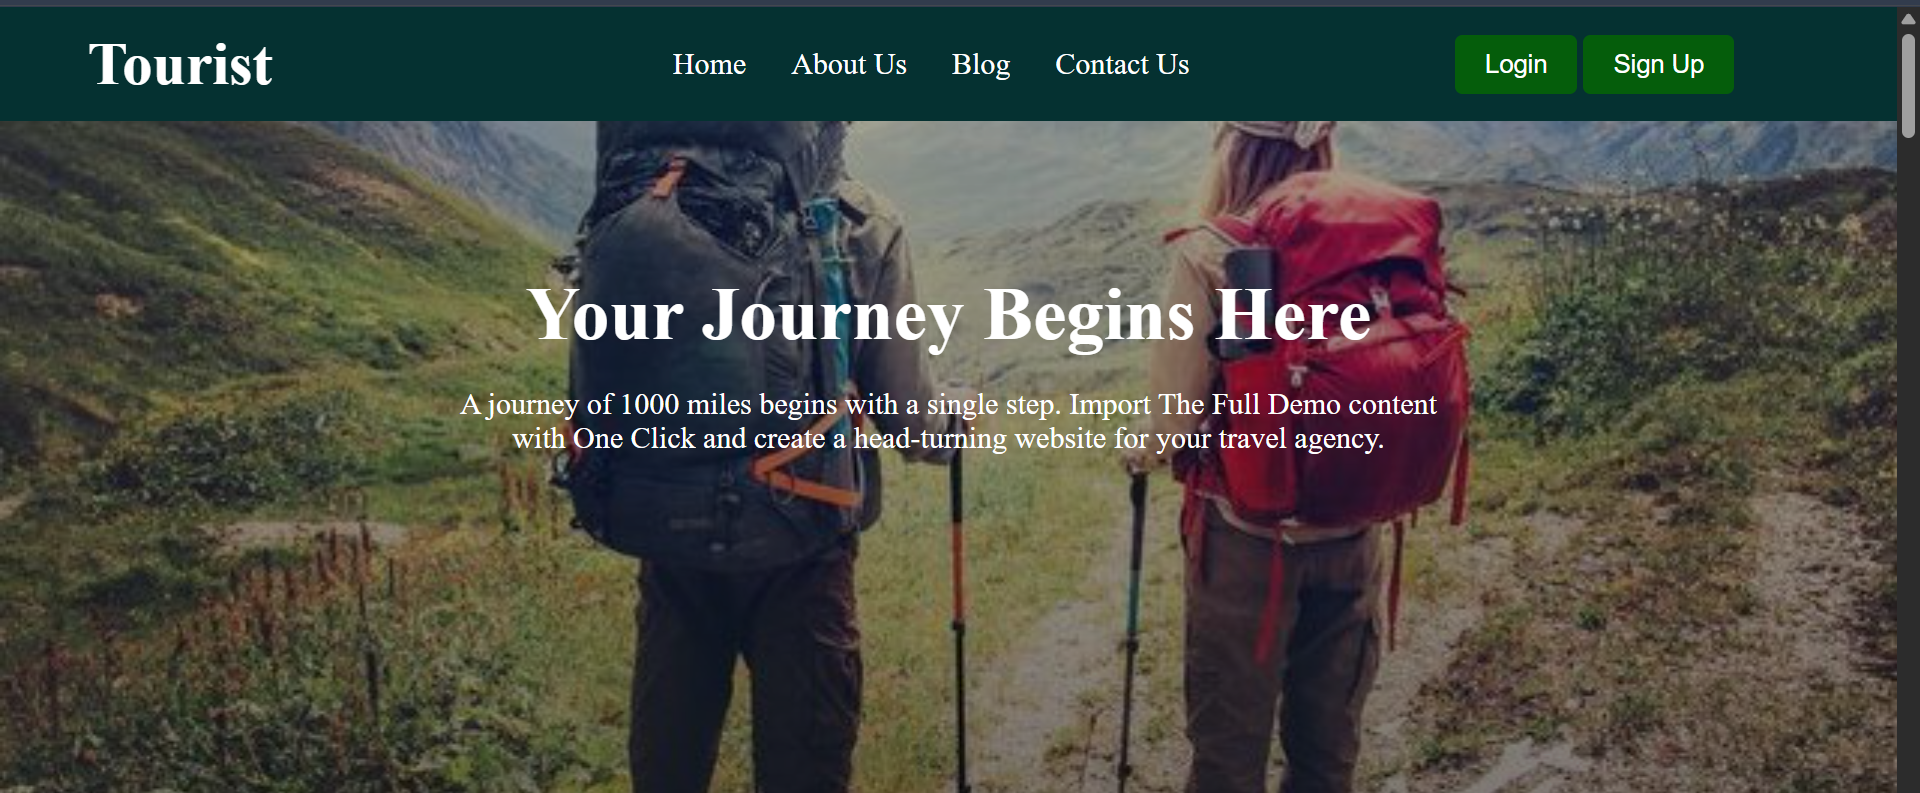 Tourist
Home About Us Blog Contact Us
Login Sign Up
Your Journey Begins Here
A journey of 1000 miles begins with a single step. Import The Full Demo content
with One Click and create a head-turning website for your travel agency.